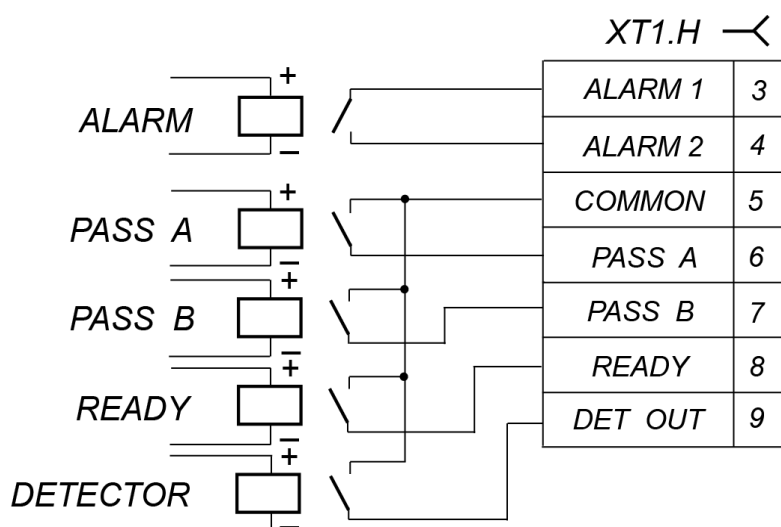 XT1.H
ALARM 1 3
ALARM + −
ALARM 2 4
COMMON 5
PASS A + −
PASS A 6
PASS B + −
PASS B 7
READY 8
READY + −
DET OUT 9
DETECTOR + −